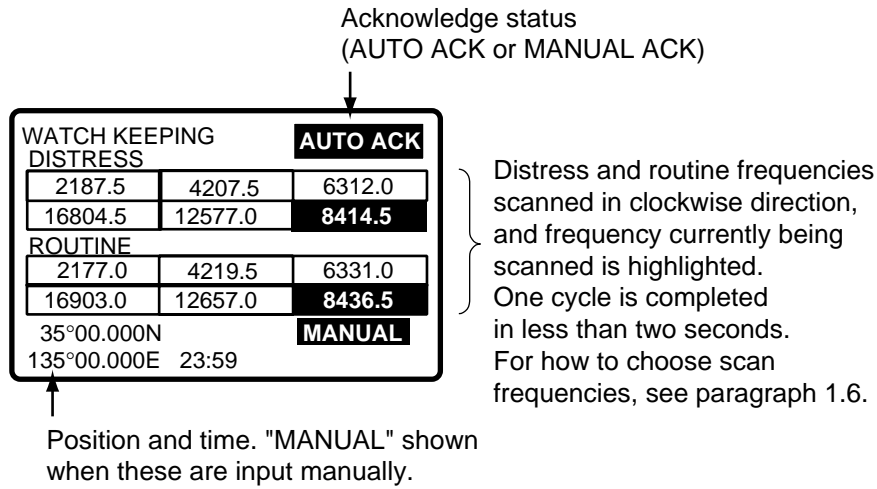 Acknowledge status
(AUTO ACK or MANUAL ACK)
WATCH KEEPING AUTO ACK
DISTRESS
2187.5 4207.5 6312.0
16804.5 12577.0 8414.5
ROUTINE
2177.0 4219.5 6331.0
16903.0 12657.0 8436.5
35°00.000N MANUAL
135°00.000E 23:59
Distress and routine frequencies
scanned in clockwise direction,
and frequency currently being
scanned is highlighted.
One cycle is completed
in less than two seconds.
For how to choose scan
frequencies, see paragraph 1.6.
Position and time. "MANUAL" shown
when these are input manually.